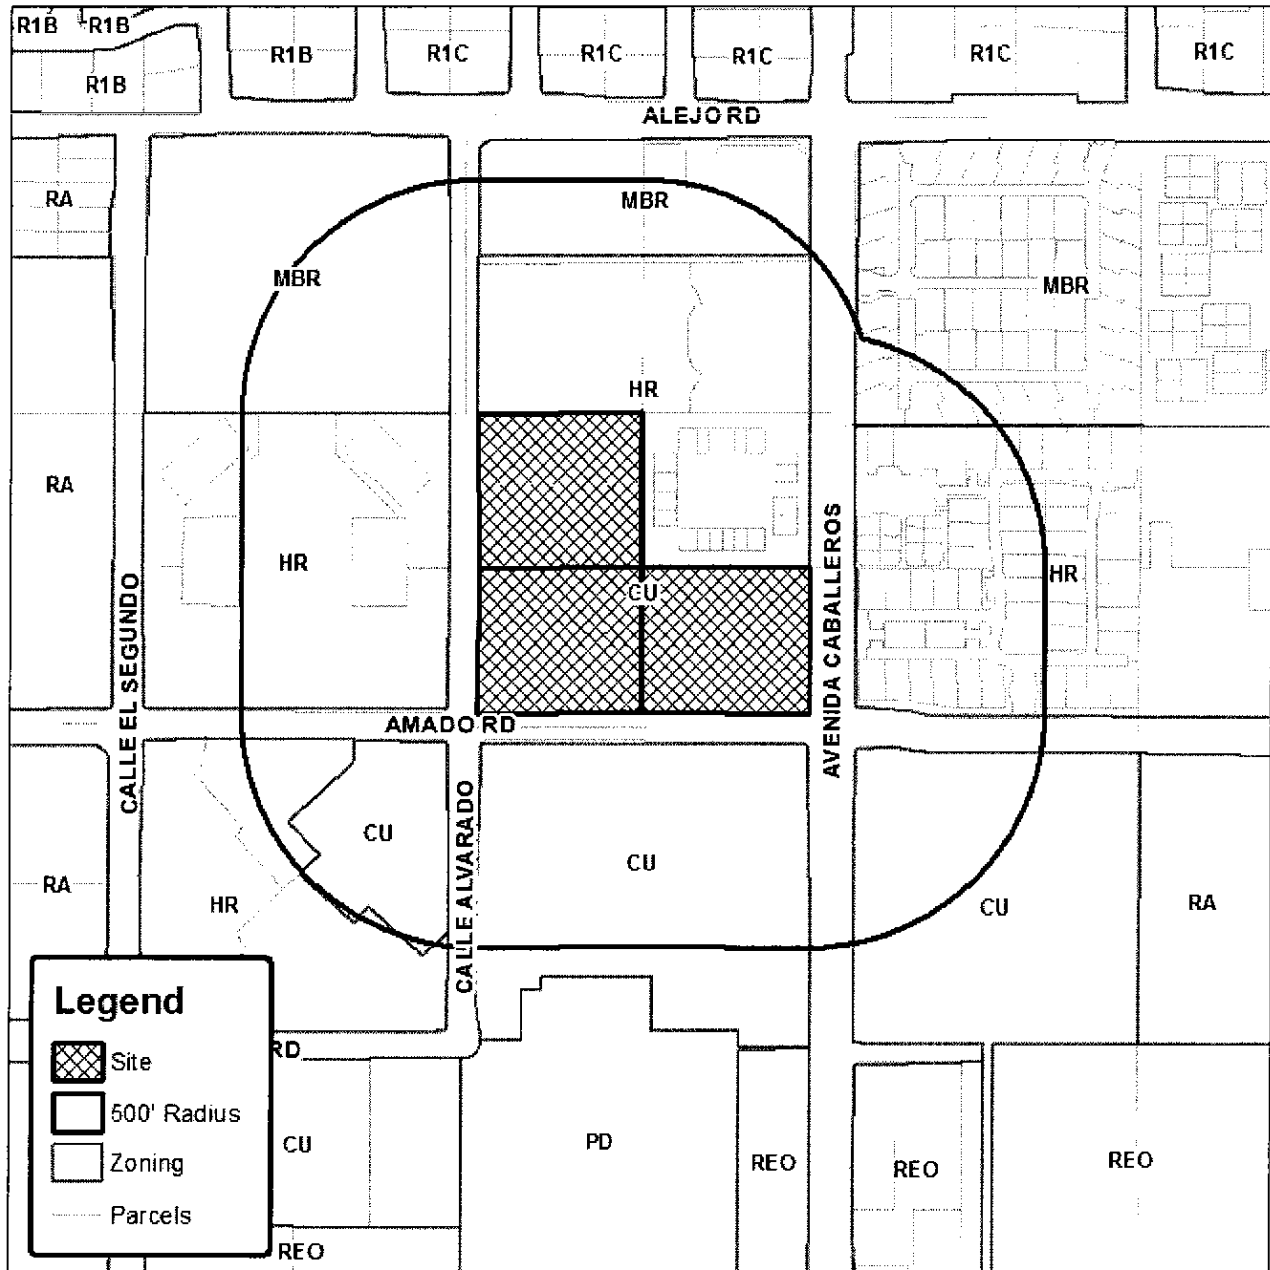 R1B
R1B
R1B
R1B
R1C
R1C
R1C
R1C
R1C
ALEJO RD
RA
MBR
MBR
MBR
HR
RA
HR
CU
HR
CALLE EL SEGUNDO
AVENIDA CABALLEROS
AMADO RD
CALLE ALVARADO
CU
CU
RA
HR
CU
RA
Legend
Site
500' Radius
Zoning
Parcels
RD
CU
PD
REO
REO
REO
REO